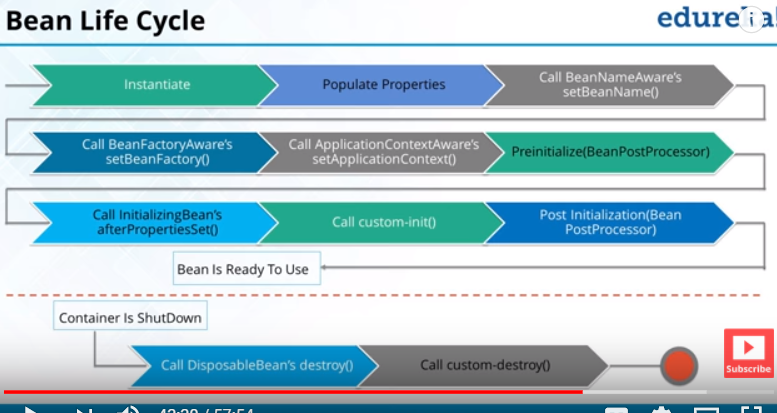 Bean Life Cycle
Instantiate
Populate Properties
Call BeanNameAware's
setBeanName()
Call BeanFactoryAware's
setBeanFactory()
Call ApplicationContextAware's
setApplicationContext()
Preinitialize(BeanPostProcessor)
Call InitializingBean's
afterPropertiesSet()
Call custom-init()
Post Initialization(Bean
PostProcessor)
Bean Is Ready To Use
Container Is ShutDown
Call DisposableBean's destroy()
Call custom-destroy()
Subscribe